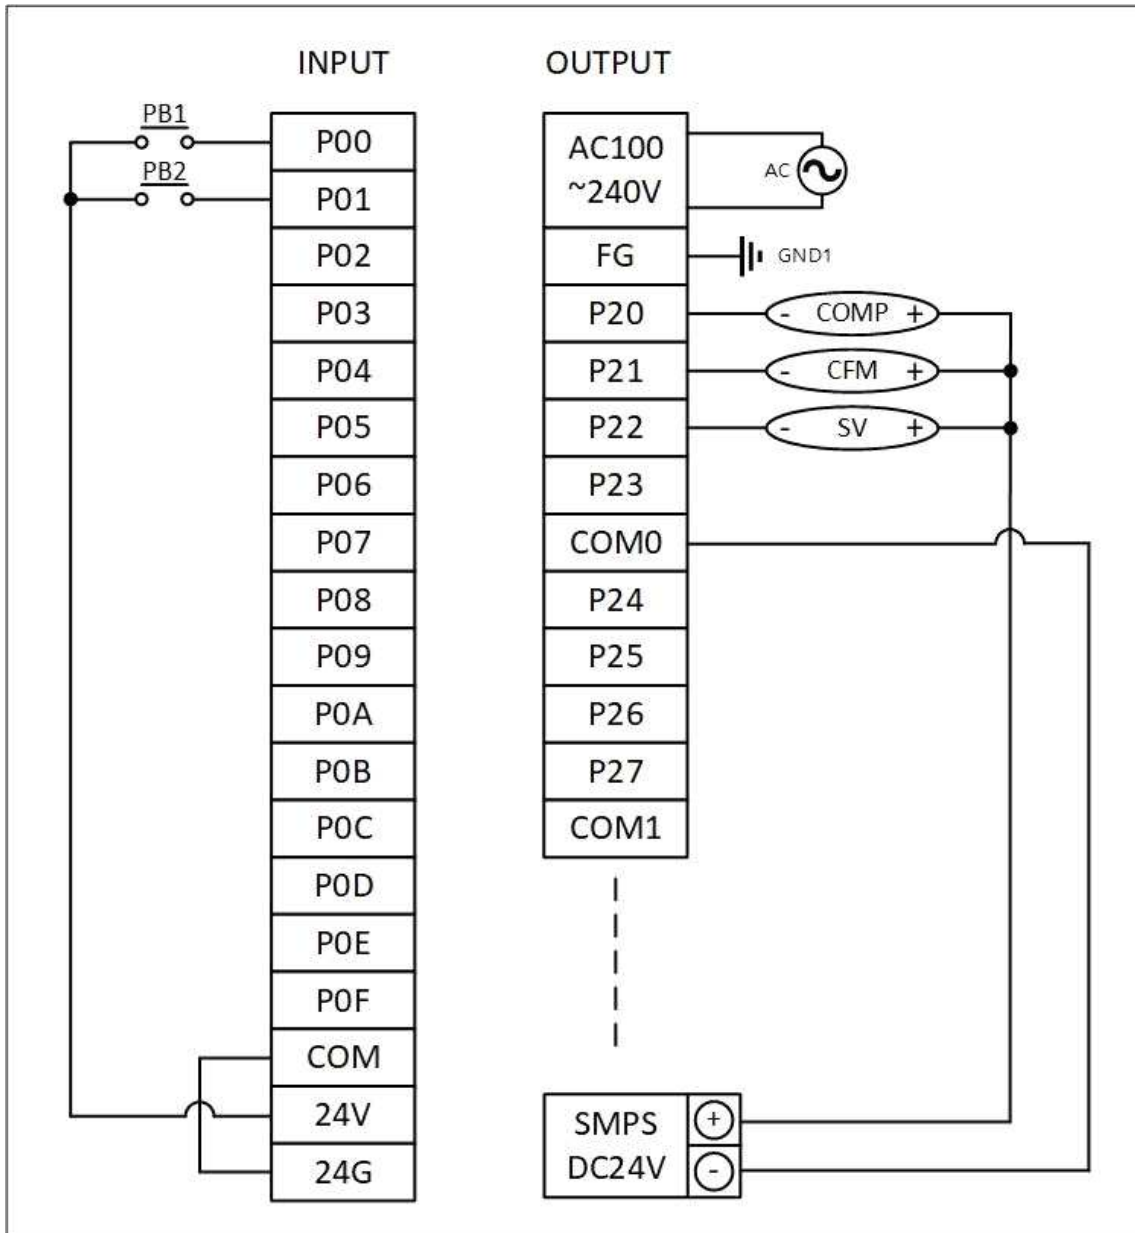 INPUT
PB1
PB2
P00
P01
P02
P03
P04
P05
P06
P07
P08
P09
P0A
P0B
P0C
P0D
P0E
P0F
COM
24V
24G
OUTPUT
AC100
~240V
AC
FG
GND1
P20
- COMP +
P21
- CFM +
P22
- SV +
P23
COM0
P24
P25
P26
P27
COM1
SMPS
DC24V
+
-